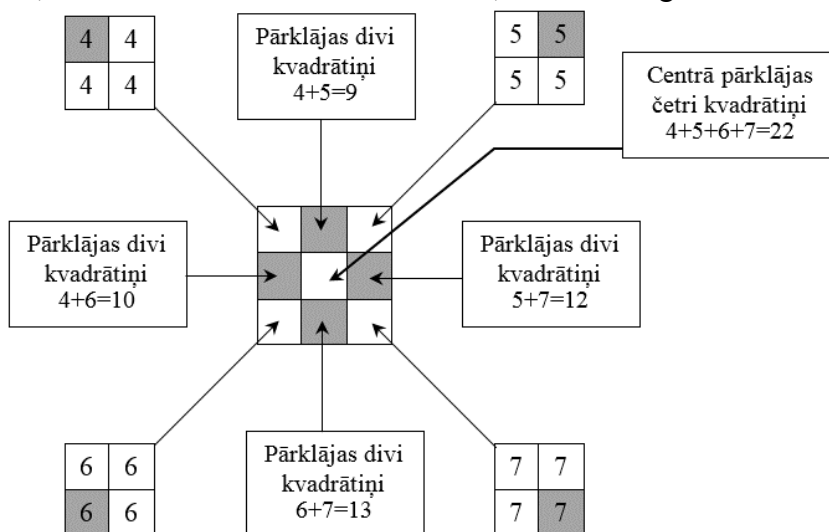 4 4
4 4
Pārklājas divi
kvadrātiņi
4+5=9
5 5
5 5
Centrā pārklājas
četri kvadrātiņi
4+5+6+7=22
Pārklājas divi
kvadrātiņi
4+6=10
Pārklājas divi
kvadrātiņi
5+7=12
6 6
6 6
Pārklājas divi
kvadrātiņi
6+7=13
7 7
7 7